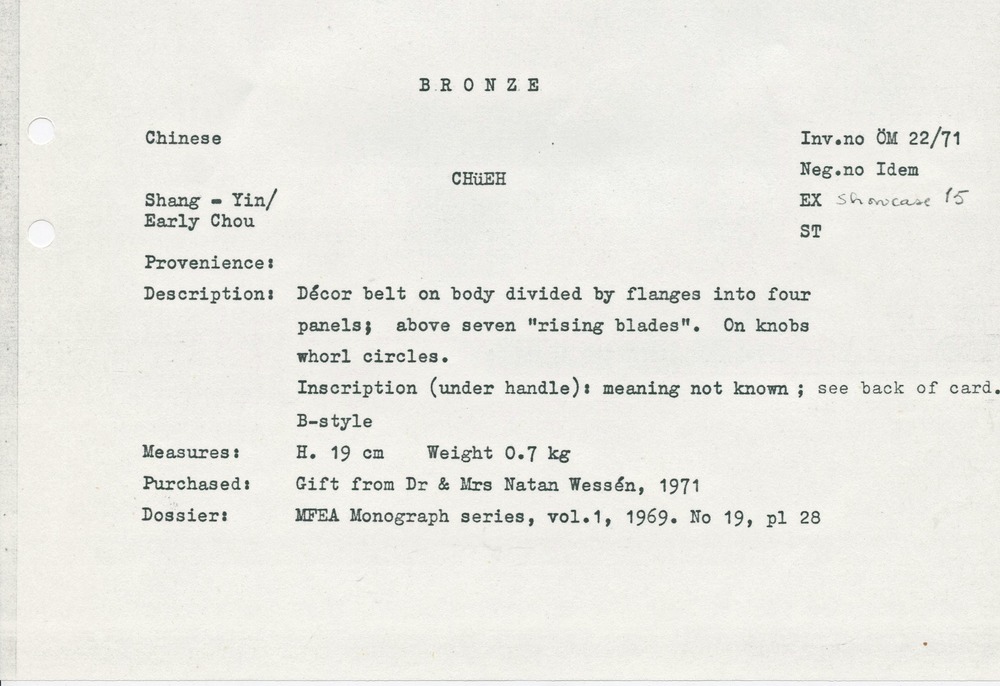 B R O N Z E
Chinese
Inv.no ÖM 22/71
Neg.no Idem
CHüEH
Shang - Yin/
Early Chou
EX showcase 15
ST
Provenience:
Description: Décor belt on body divided by flanges into four
panels; above seven "rising blades". On knobs
whorl circles.
Inscription (under handle): meaning not known ; see back of card.
B-style
Measures: H. 19 cm Weight 0.7 kg
Purchased: Gift from Dr & Mrs Natan Wessén, 1971
Dossier: MFEA Monograph series, vol.1, 1969. No 19, pl 28